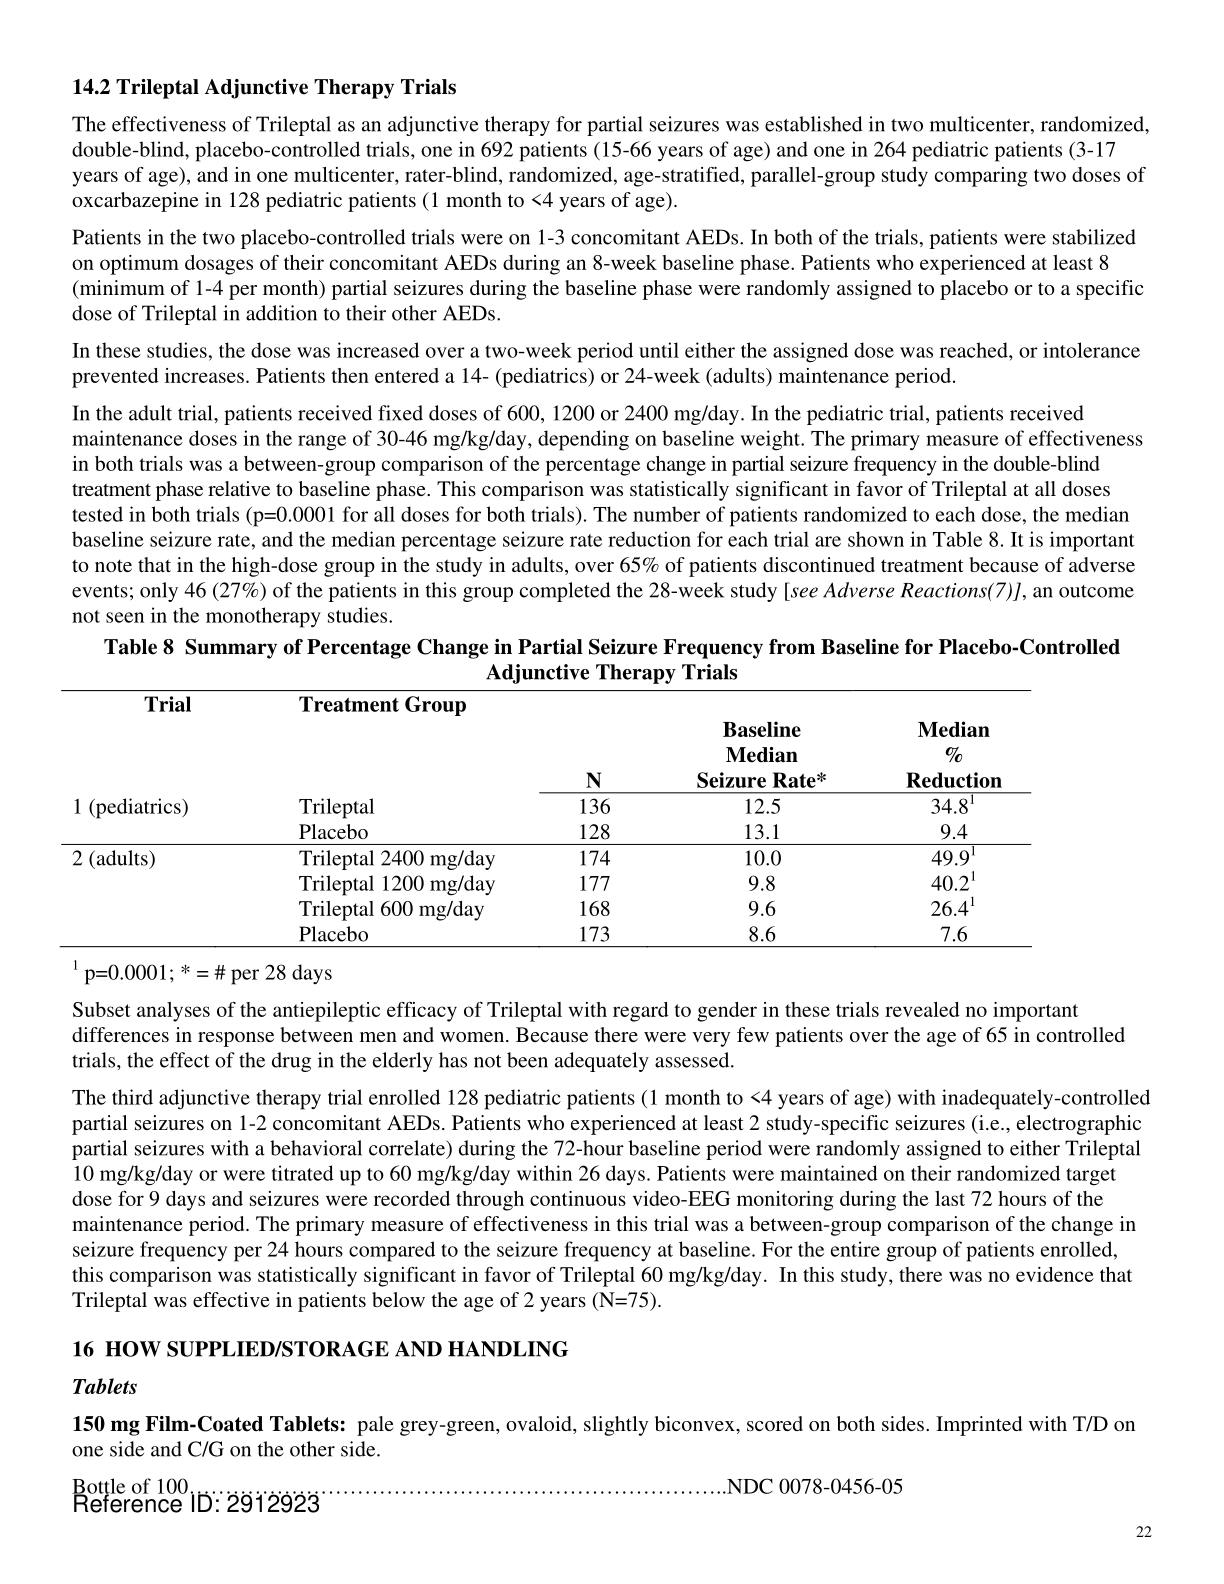 14.2 Trileptal Adjunctive Therapy Trials
The effectiveness of Trileptal as an adjunctive therapy for partial seizures was established in two multicenter, randomized,
double-blind, placebo-controlled trials, one in 692 patients (15-66 years of age) and one in 264 pediatric patients (3-17
years of age), and in one multicenter, rater-blind, randomized, age-stratified, parallel-group study comparing two doses of
oxcarbazepine in 128 pediatric patients (1 month to <4 years of age).
Patients in the two placebo-controlled trials were on 1-3 concomitant AEDs. In both of the trials, patients were stabilized
on optimum dosages of their concomitant AEDs during an 8-week baseline phase. Patients who experienced at least 8
(minimum of 1-4 per month) partial seizures during the baseline phase were randomly assigned to placebo or to a specific
dose of Trileptal in addition to their other AEDs.
In these studies, the dose was increased over a two-week period until either the assigned dose was reached, or intolerance
prevented increases. Patients then entered a 14- (pediatrics) or 24-week (adults) maintenance period.
In the adult trial, patients received fixed doses of 600, 1200 or 2400 mg/day. In the pediatric trial, patients received
maintenance doses in the range of 30-46 mg/kg/day, depending on baseline weight. The primary measure of effectiveness
in both trials was a between-group comparison of the percentage change in partial seizure frequency in the double-blind
treatment phase relative to baseline phase. This comparison was statistically significant in favor of Trileptal at all doses
tested in both trials (p=0.0001 for all doses for both trials). The number of patients randomized to each dose, the median
baseline seizure rate, and the median percentage seizure rate reduction for each trial are shown in Table 8. It is important
to note that in the high-dose group in the study in adults, over 65% of patients discontinued treatment because of adverse
events; only 46 (27%) of the patients in this group completed the 28-week study [see Adverse Reactions(7)], an outcome
not seen in the monotherapy studies.
Table 8 Summary of Percentage Change in Partial Seizure Frequency from Baseline for Placebo-Controlled
Adjunctive Therapy Trials
Trial Treatment Group
Baseline Median
Median %
N Seizure Rate* Reduction
1 (pediatrics) Trileptal 136 12.5 34.8¹
Placebo 128 13.1 9.4
2 (adults) Trileptal 2400 mg/day 174 10.0 49.9¹
Trileptal 1200 mg/day 177 9.8 40.2¹
Trileptal 600 mg/day 168 9.6 26.4¹
Placebo 173 8.6 7.6
¹ p=0.0001; * = # per 28 days
Subset analyses of the antiepileptic efficacy of Trileptal with regard to gender in these trials revealed no important
differences in response between men and women. Because there were very few patients over the age of 65 in controlled
trials, the effect of the drug in the elderly has not been adequately assessed.
The third adjunctive therapy trial enrolled 128 pediatric patients (1 month to <4 years of age) with inadequately-controlled
partial seizures on 1-2 concomitant AEDs. Patients who experienced at least 2 study-specific seizures (i.e., electrographic
partial seizures with a behavioral correlate) during the 72-hour baseline period were randomly assigned to either Trileptal
10 mg/kg/day or were titrated up to 60 mg/kg/day within 26 days. Patients were maintained on their randomized target
dose for 9 days and seizures were recorded through continuous video-EEG monitoring during the last 72 hours of the
maintenance period. The primary measure of effectiveness in this trial was a between-group comparison of the change in
seizure frequency per 24 hours compared to the seizure frequency at baseline. For the entire group of patients enrolled,
this comparison was statistically significant in favor of Trileptal 60 mg/kg/day. In this study, there was no evidence that
Trileptal was effective in patients below the age of 2 years (N=75).
16 HOW SUPPLIED/STORAGE AND HANDLING
Tablets
150 mg Film-Coated Tablets: pale grey-green, ovaloid, slightly biconvex, scored on both sides. Imprinted with T/D on
one side and C/G on the other side.
Bottle of 100…………………………………………………………………..NDC 0078-0456-05
Reference ID: 2912923
22